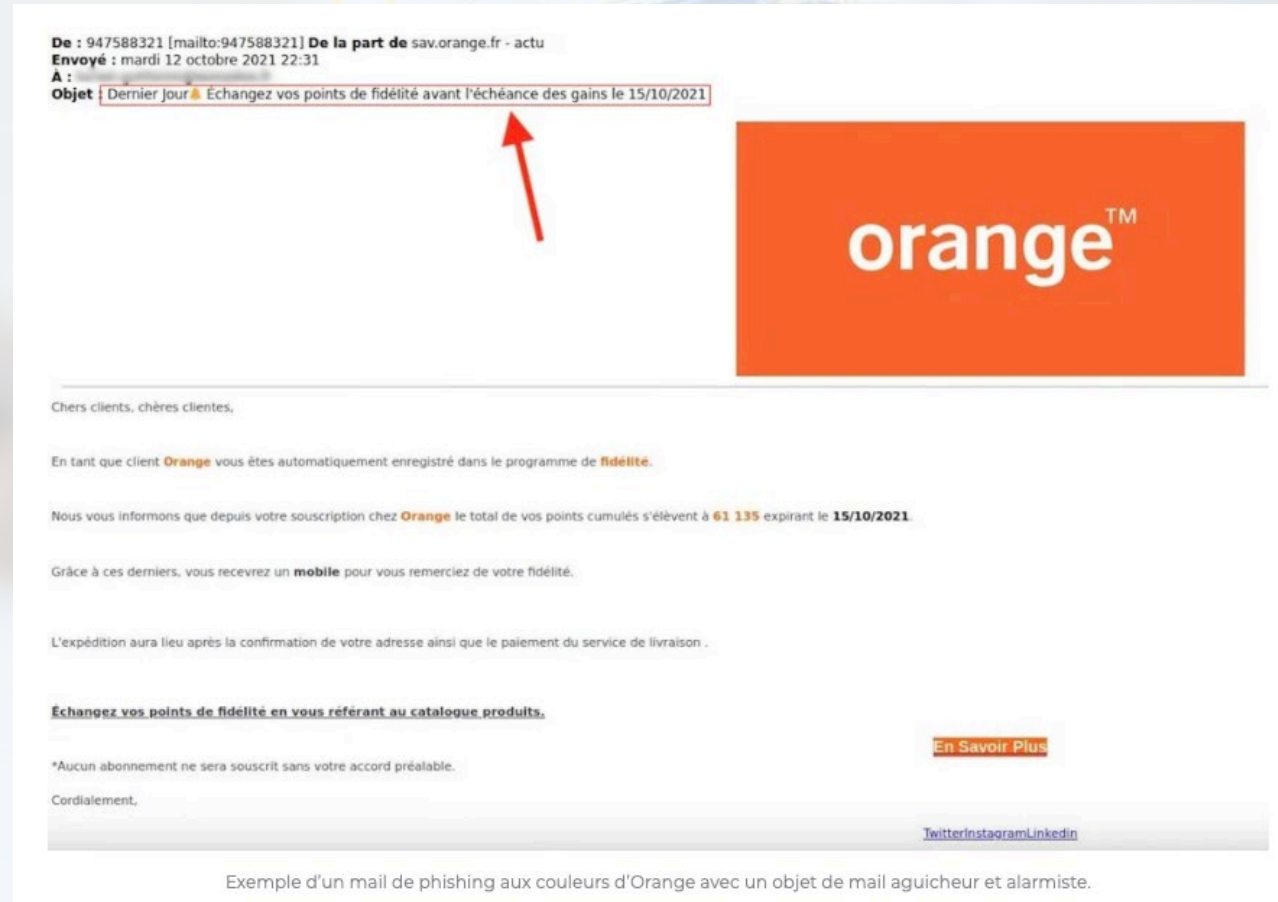 De : 947588321 [mailto:947588321] De la part de sav.orange.fr - actu
Envoyé : mardi 12 octobre 2021 22:31
À :
Objet : Dernier Jour🔔 Échangez vos points de fidélité avant l'échéance des gains le 15/10/2021
orange™
Chers clients, chères clientes,
En tant que client Orange vous êtes automatiquement enregistré dans le programme de fidélité.
Nous vous informons que depuis votre souscription chez Orange le total de vos points cumulés s'élèvent à 61 135 expirant le 15/10/2021.
Grâce à ces derniers, vous recevrez un mobile pour vous remerciez de votre fidélité.
L'expédition aura lieu après la confirmation de votre adresse ainsi que le paiement du service de livraison .
Échangez vos points de fidélité en vous référant au catalogue produits.
En Savoir Plus
*Aucun abonnement ne sera souscrit sans votre accord préalable.
Cordialement,
TwitterInstagramLinkedin
Exemple d'un mail de phishing aux couleurs d'Orange avec un objet de mail aguicheur et alarmiste.